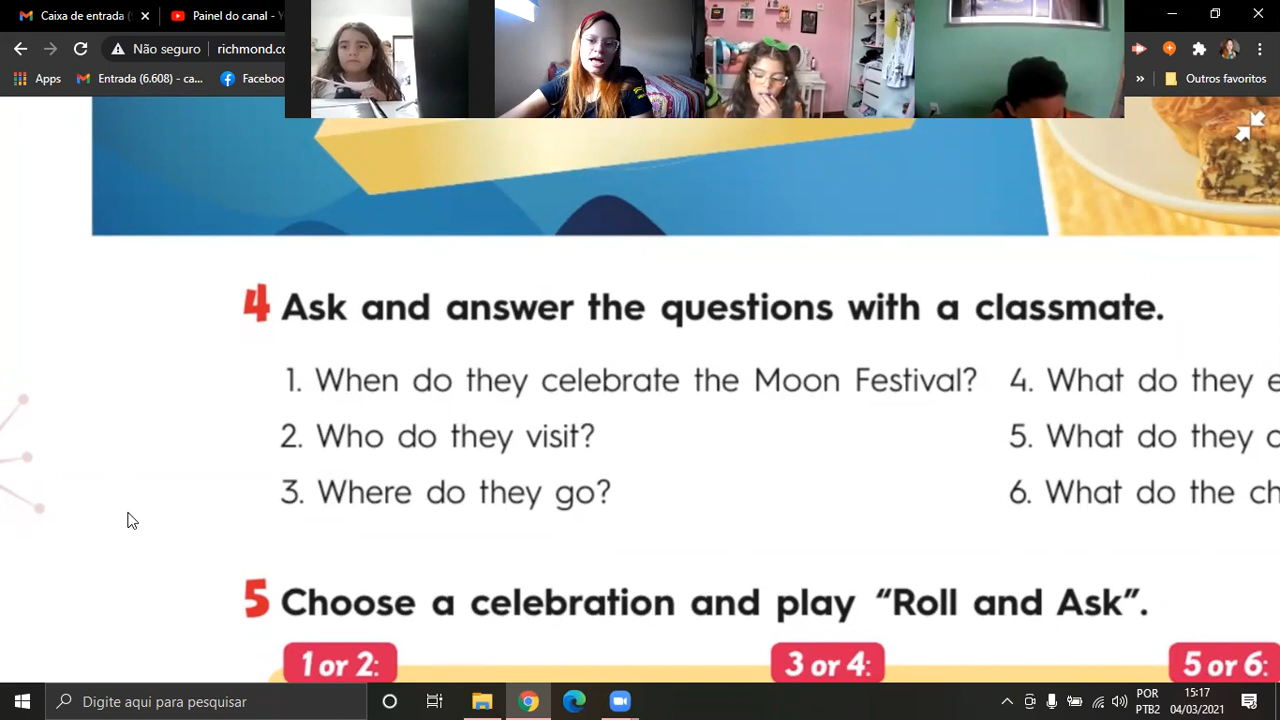 Caixa de entrada
Painel do canal - Y
Não seguro
richmond.co
Apps
Entrada (6.608) - ca...
Faceboo
»
Outros favoritos
4 Ask and answer the questions with a classmate.
1. When do they celebrate the Moon Festival?
2. Who do they visit?
3. Where do they go?
4. What do they e
5. What do they
6. What do the ch
5 Choose a celebration and play “Roll and Ask”.
1 or 2:
3 or 4:
5 or 6:
Digite aqui para pesquisar
POR
PTB2
15:17
04/03/2021